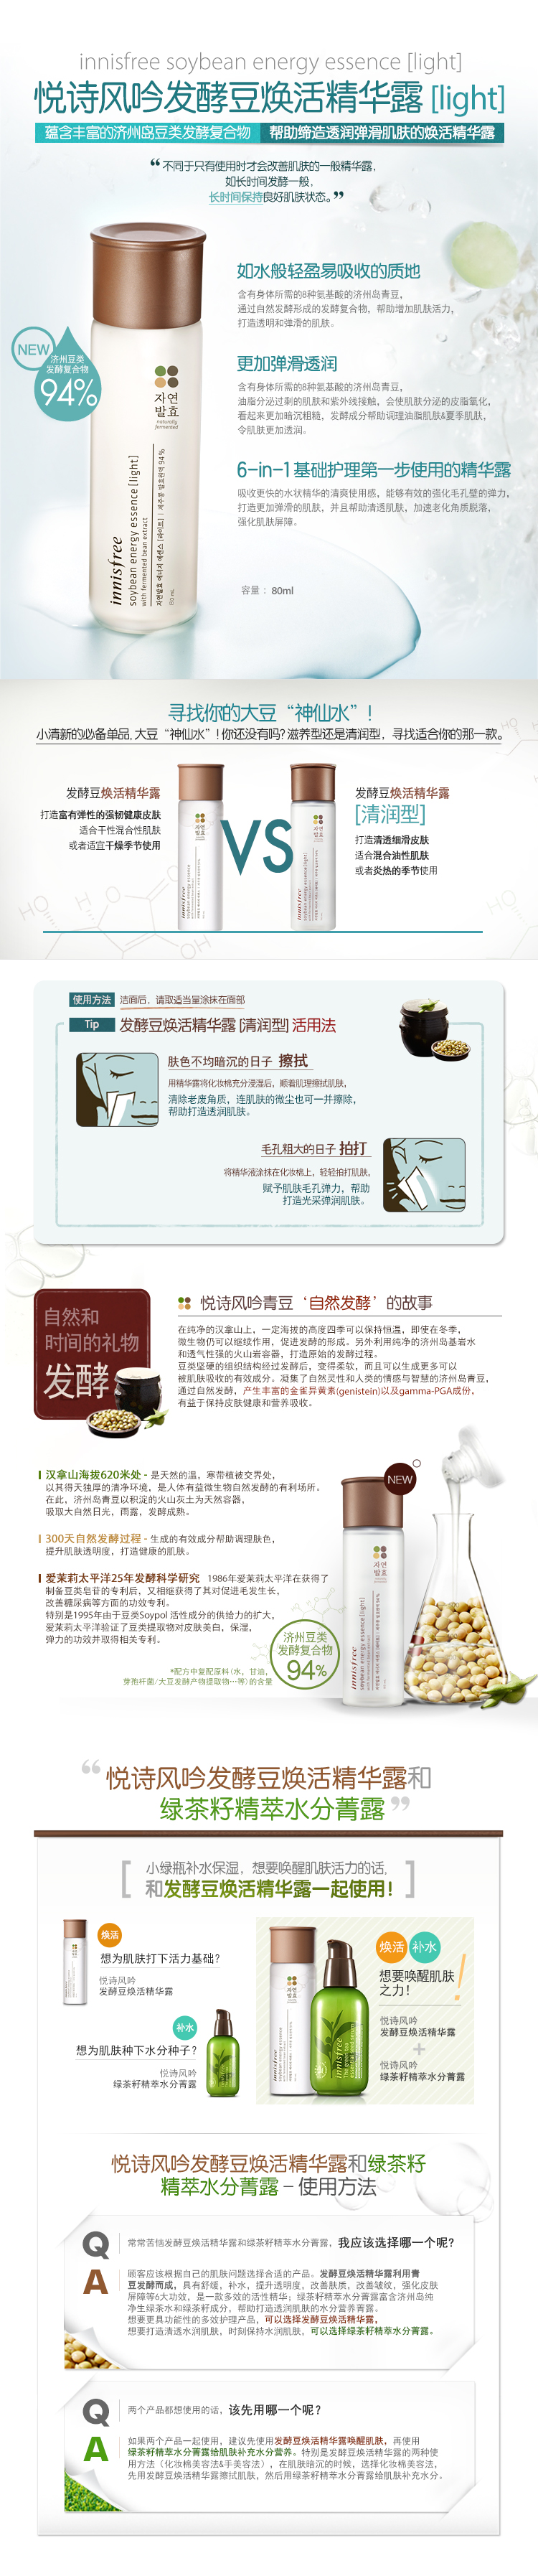 innisfree soybean energy essence [light]
悦诗风吟发酵豆焕活精华露 [light]
蕴含丰富的济州岛豆类发酵复合物 帮助缔造透润弹滑肌肤的焕活精华露
“ 不同于只有使用时才会改善肌肤的一般精华露，
如长时间发酵一般，
长时间保持良好肌肤状态。”
NEW
济州豆类
发酵复合物
94%
如水般轻盈易吸收的质地
含有身体所需的8种氨基酸的济州岛青豆，
通过自然发酵形成的发酵复合物，帮助增加肌肤活力，
打造透明和弹滑的肌肤。
更加弹滑透润
含有身体所需的8种氨基酸的济州岛青豆，
油脂分泌过剩的肌肤和紫外线接触，会使肌肤分泌的皮脂氧化，
看起来更加暗沉粗糙，发酵成分帮助调理油脂肌肤&夏季肌肤，
令肌肤更加透润。
6-in-1 基础护理第一步使用的精华露
吸收更快的水状精华的清爽使用感，能够有效的强化毛孔壁的弹力，
打造更加弹滑的肌肤，并且帮助清透肌肤，加速老化角质脱落，
强化肌肤屏障。
容量： 80ml
자연
발효
naturally
fermented
innisfree
soybean energy essence [light]
with fermented bean extract
자연발효 에너지 에센스 [라이트] | 제주콩 발효원액 94%
80 mL
寻找你的大豆“神仙水”！
小清新的必备单品, 大豆“神仙水”! 你还没有吗? 滋养型还是清润型，寻找适合你的那一款。
发酵豆焕活精华露
打造富有弹性的强韧健康皮肤
适合干性混合性肌肤
或者适宜干燥季节使用
VS
发酵豆焕活精华露
[清润型]
打造清透细滑皮肤
适合混合油性肌肤
或者炎热的季节使用
使用方法 洁面后，请取适当量涂抹在面部
Tip 发酵豆焕活精华露 [清润型] 活用法
肤色不均暗沉的日子 擦拭
用精华露将化妆棉充分浸湿后，顺着肌理擦拭肌肤，
清除老废角质，连肌肤的微尘也可一并擦除，
帮助打造透润肌肤。
毛孔粗大的日子 拍打
将精华液涂抹在化妆棉上，轻轻拍打肌肤，
赋予肌肤毛孔弹力，帮助
打造光采弹润肌肤。
自然和
时间的礼物
发酵
悦诗风吟青豆‘自然发酵’的故事
在纯净的汉拿山上，一定海拔的高度四季可以保持恒温，即使在冬季，
微生物仍可以继续作用，促进发酵的形成。另外利用纯净的济州岛基岩水
和透气性强的火山岩容器，打造原始的发酵过程。
豆类坚硬的组织结构经过发酵后，变得柔软，而且可以生成更多可以
被肌肤吸收的有效成分。凝集了自然灵性和人类的情感与智慧的济州岛青豆，
通过自然发酵，产生丰富的金雀异黄素(genistein)以及gamma-PGA成份，
有益于保持皮肤健康和营养吸收。
汉拿山海拔620米处 - 是天然的温，寒带植被交界处，
以其得天独厚的清净环境，是人体有益微生物自然发酵的有利场所。
在此，济州岛青豆以积淀的火山灰土为天然容器，
吸取大自然日光，雨露，发酵成熟。
300天自然发酵过程 - 生成的有效成分帮助调理肤色，
提升肌肤透明度，打造健康的肌肤。
爱茉莉太平洋25年发酵科学研究 1986年爱茉莉太平洋在获得了
制备豆类皂苷的专利后，又相继获得了其对促进毛发生长，
改善糖尿病等方面的功效专利。
特别是1995年由于豆类Soypol 活性成分的供给力的扩大，
爱茉莉太平洋验证了豆类提取物对皮肤美白，保湿，
弹力的功效并取得相关专利。
NEW
济州豆类
发酵复合物
94%
*配方中复配原料（水，甘油，
芽孢杆菌/大豆发酵产物提取物…等）的含量
“ 悦诗风吟发酵豆焕活精华露和
绿茶籽精萃水分菁露 ”
[ 小绿瓶补水保湿，想要唤醒肌肤活力的话,
和发酵豆焕活精华露一起使用！ ]
焕活
想为肌肤打下活力基础?
悦诗风吟
发酵豆焕活精华露
补水
想为肌肤种下水分种子?
悦诗风吟
绿茶籽精萃水分菁露
焕活 补水
想要唤醒肌肤
之力！
悦诗风吟
发酵豆焕活精华露
+
悦诗风吟
绿茶籽精萃水分菁露
悦诗风吟发酵豆焕活精华露和绿茶籽
精萃水分菁露 – 使用方法
Q 常常苦恼发酵豆焕活精华露和绿茶籽精萃水分菁露，我应该选择哪一个呢?
A 顾客应该根据自己的肌肤问题选择合适的产品。发酵豆焕活精华露利用青
豆发酵而成，具有舒缓，补水，提升透明度，改善肤质，改善皱纹，强化皮肤
屏障等6大功效，是一款多效的活性精华；绿茶籽精萃水分菁露富含济州岛纯
净生绿茶水和绿茶籽成分，帮助打造透润肌肤的水分营养菁露。
想要更具功能性的多效护理产品，可以选择发酵豆焕活精华露，
想要打造清透水润肌肤，时刻保持水润肌肤，可以选择绿茶籽精萃水分菁露。
Q 两个产品都想使用的话，该先用哪一个呢？
A 如果两个产品一起使用，建议先使用发酵豆焕活精华露唤醒肌肤，再使用
绿茶籽精萃水分菁露给肌肤补充水分营养。特别是发酵豆焕活精华露的两种使
用方法（化妆棉美容法&手美容法），在肌肤暗沉的时候，选择化妆棉美容法，
先用发酵豆焕活精华露擦拭肌肤，然后用绿茶籽精萃水分菁露给肌肤补充水分。